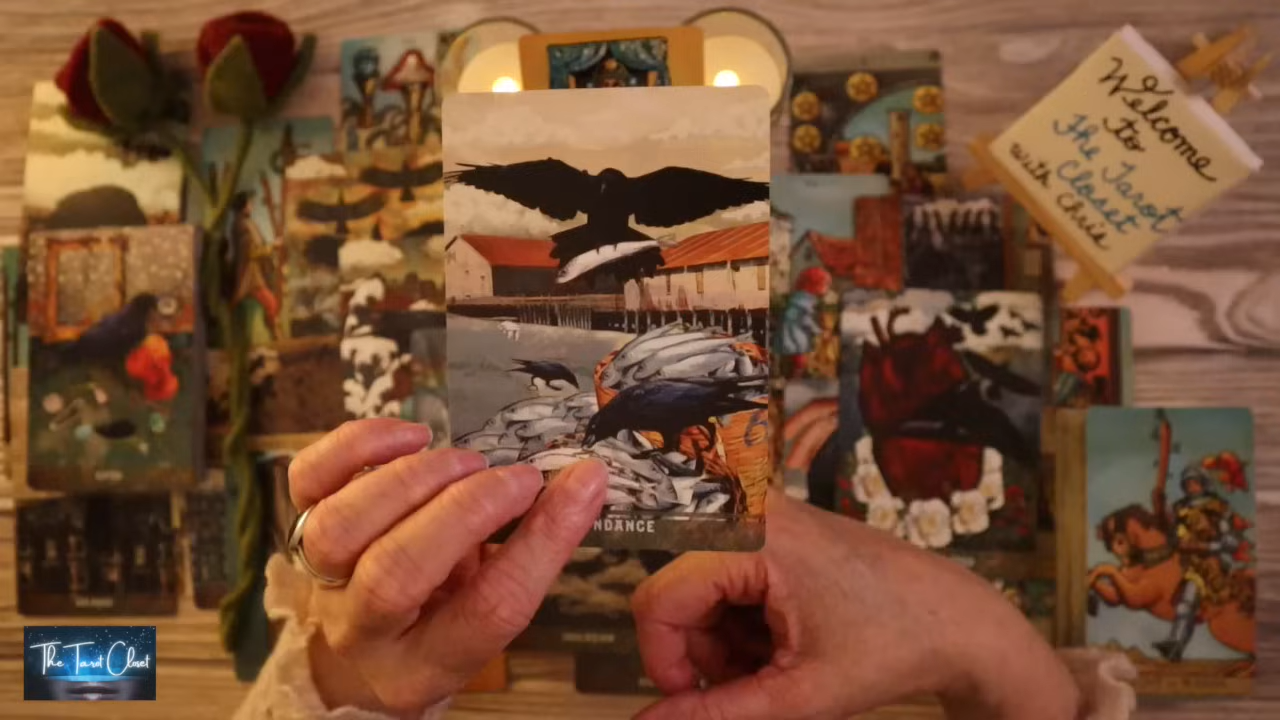 Welcome
to
The Tarot
Closet
with Chris
NDANCE
The Tarot Closet